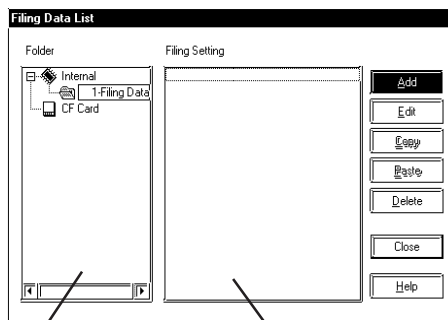 Filing Data List
Folder
Filing Setting
Internal
1-Filing Data
CF Card
Add
Edit
Copy
Paste
Delete
Close
Help